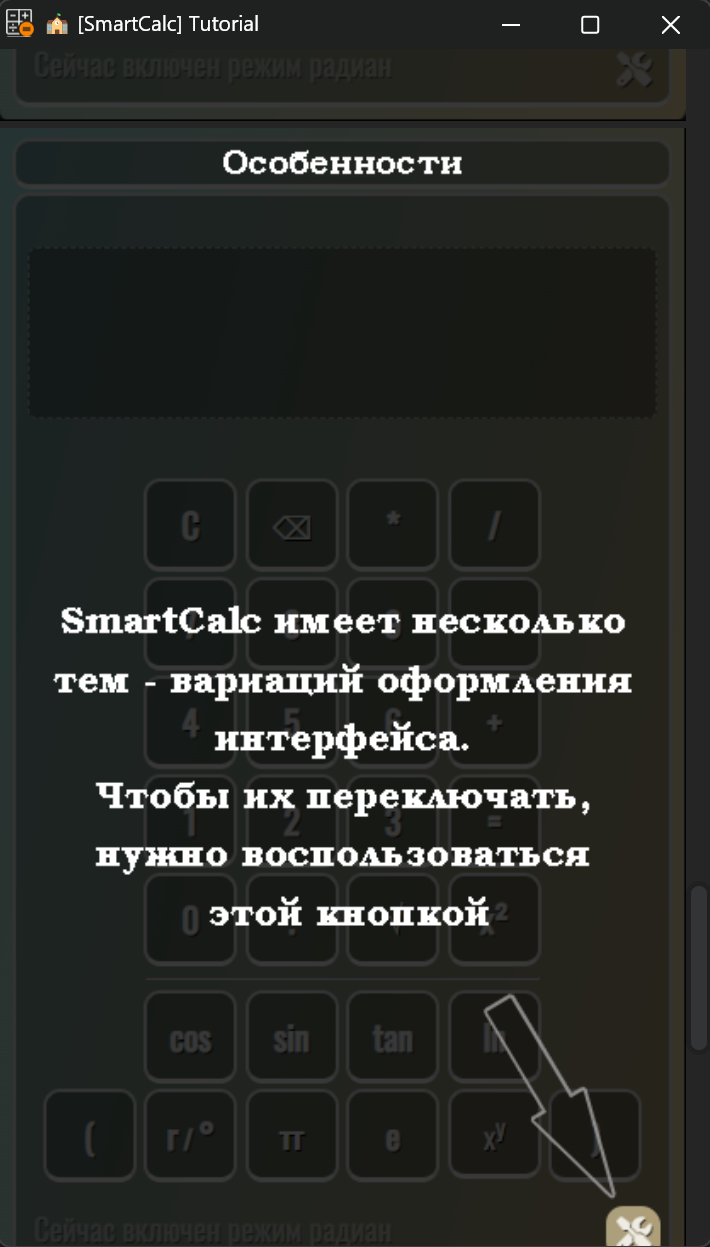 [SmartCalc] Tutorial
Сейчас включен режим радиан
Особенности
C ⌫ * /
SmartCalc имеет несколько
тем - вариаций оформления
4 5 6 +
интерфейса.
Чтобы их переключать,
1 2 3 =
нужно воспользоваться
этой кнопкой
0 x²
cos sin tan ln
( r/° π e xʸ )
Сейчас включен режим радиан